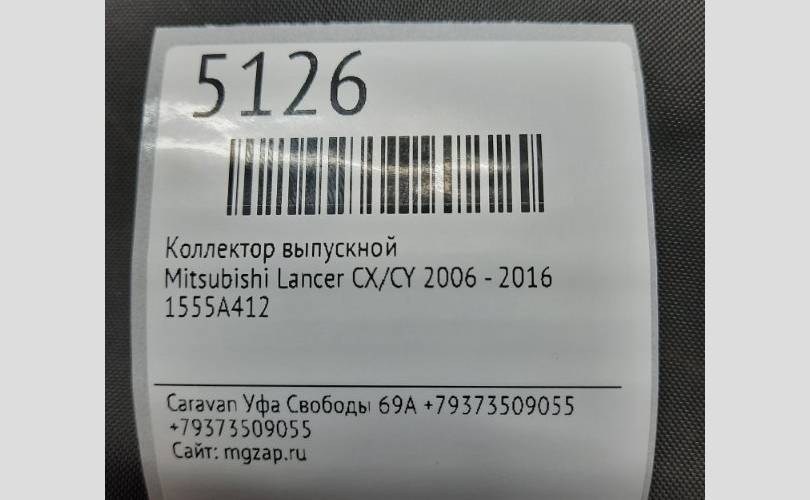 5126
Коллектор выпускной
Mitsubishi Lancer CX/CY 2006 - 2016
1555A412
Caravan Уфа Свободы 69А +79373509055
+79373509055
Сайт: mgzap.ru